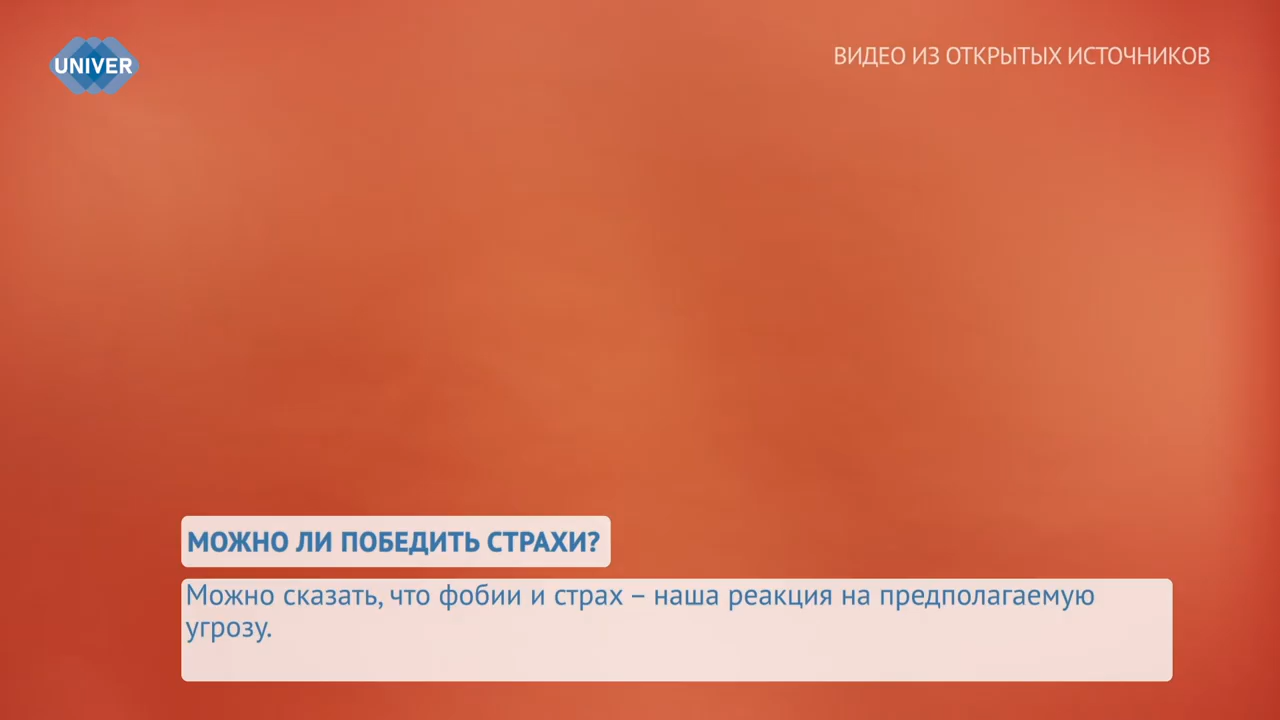 UNIVER
ВИДЕО ИЗ ОТКРЫТЫХ ИСТОЧНИКОВ
МОЖНО ЛИ ПОБЕДИТЬ СТРАХИ?
Можно сказать, что фобии и страх – наша реакция на предполагаемую
угрозу.